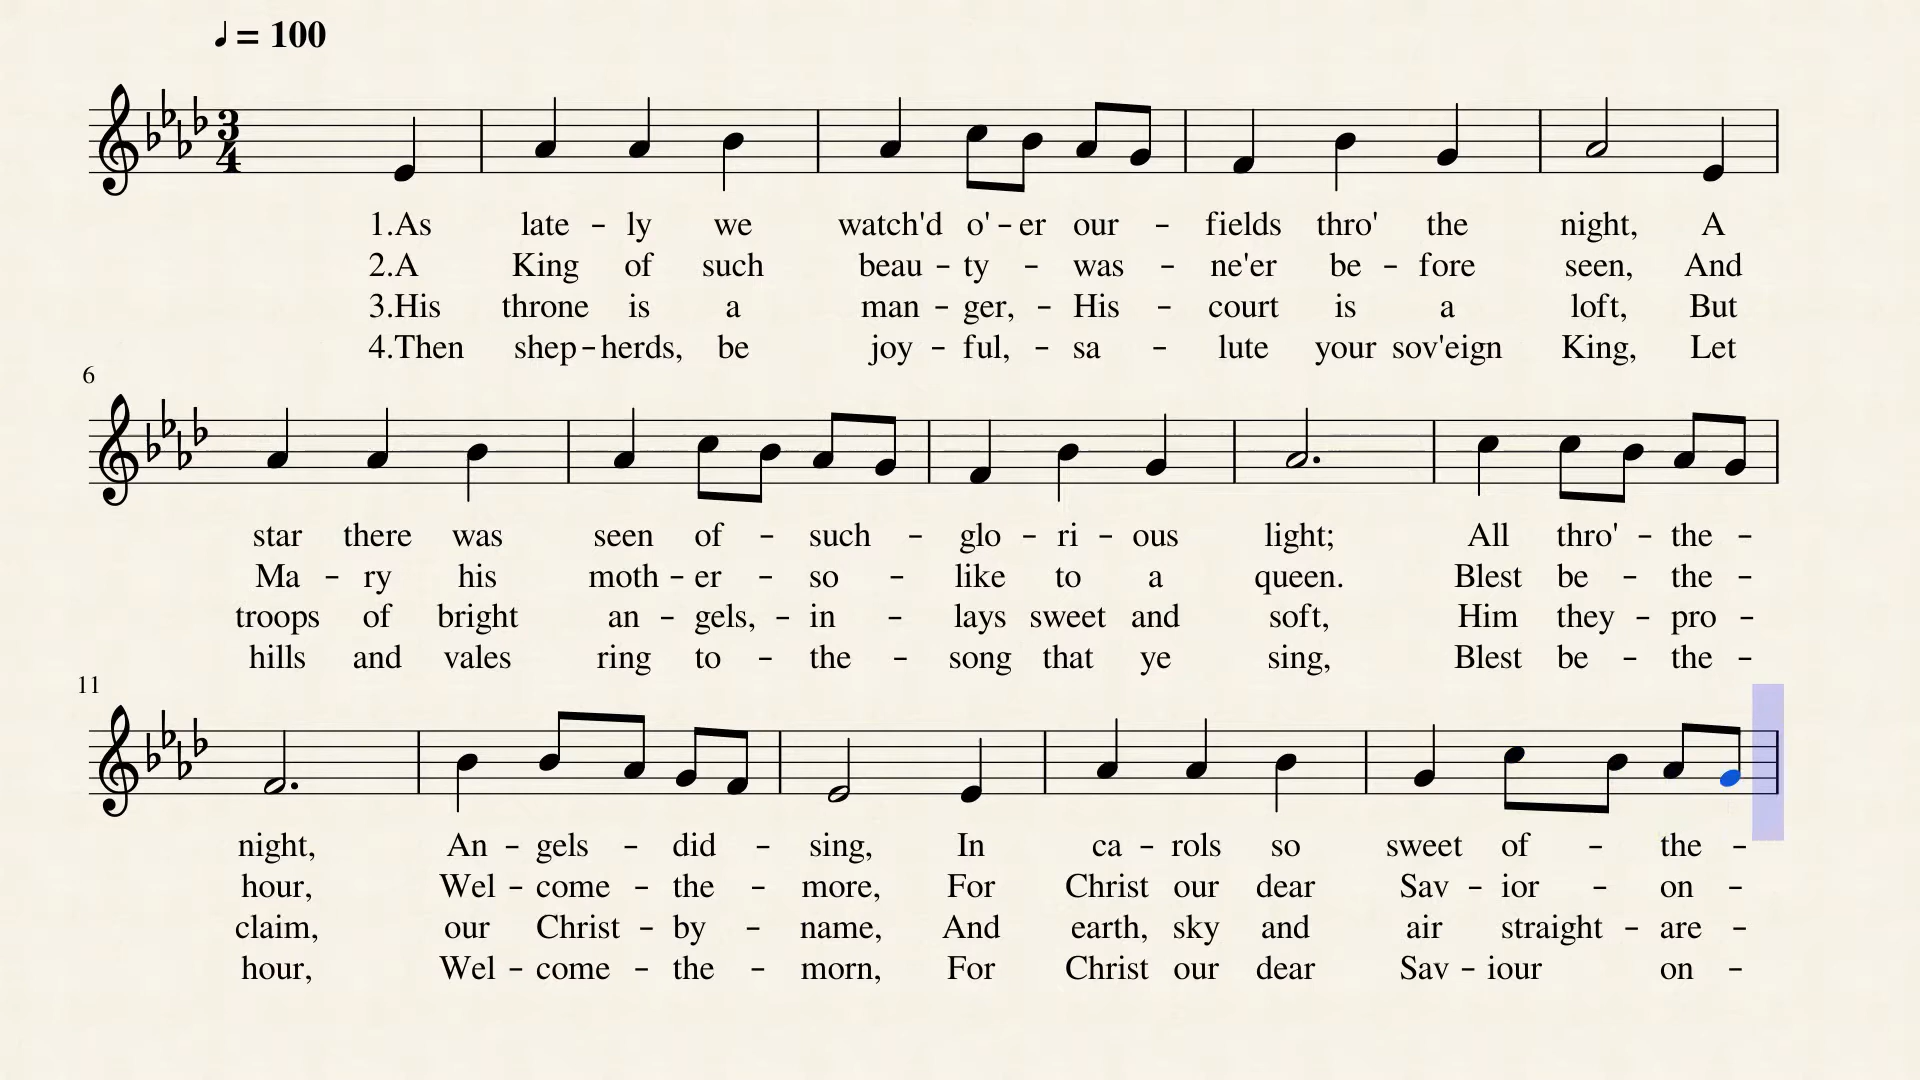 ♩ = 100
3
4
1.As late – ly we watch'd o' – er our – fields thro' the night, A
2.A King of such beau – ty – was – ne'er be – fore seen, And
3.His throne is a man – ger, – His – court is a loft, But
4.Then shep – herds, be joy – ful, – sa – lute your sov'eign King, Let
6
star there was seen of – such – glo – ri – ous light; All thro' – the –
Ma – ry his moth – er – so – like to a queen. Blest be – the –
troops of bright an – gels, – in – lays sweet and soft, Him they – pro –
hills and vales ring to – the – song that ye sing, Blest be – the –
11
night, An – gels – did – sing, In ca – rols so sweet of – the –
hour, Wel – come – the – more, For Christ our dear Sav – ior – on –
claim, our Christ – by – name, And earth, sky and air straight – are –
hour, Wel – come – the – morn, For Christ our dear Sav – iour on –